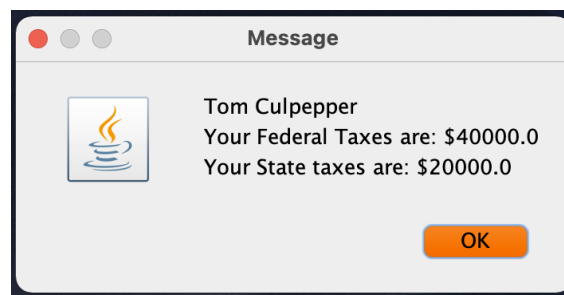 Message
Tom Culpepper
Your Federal Taxes are: $40000.0
Your State taxes are: $20000.0
OK